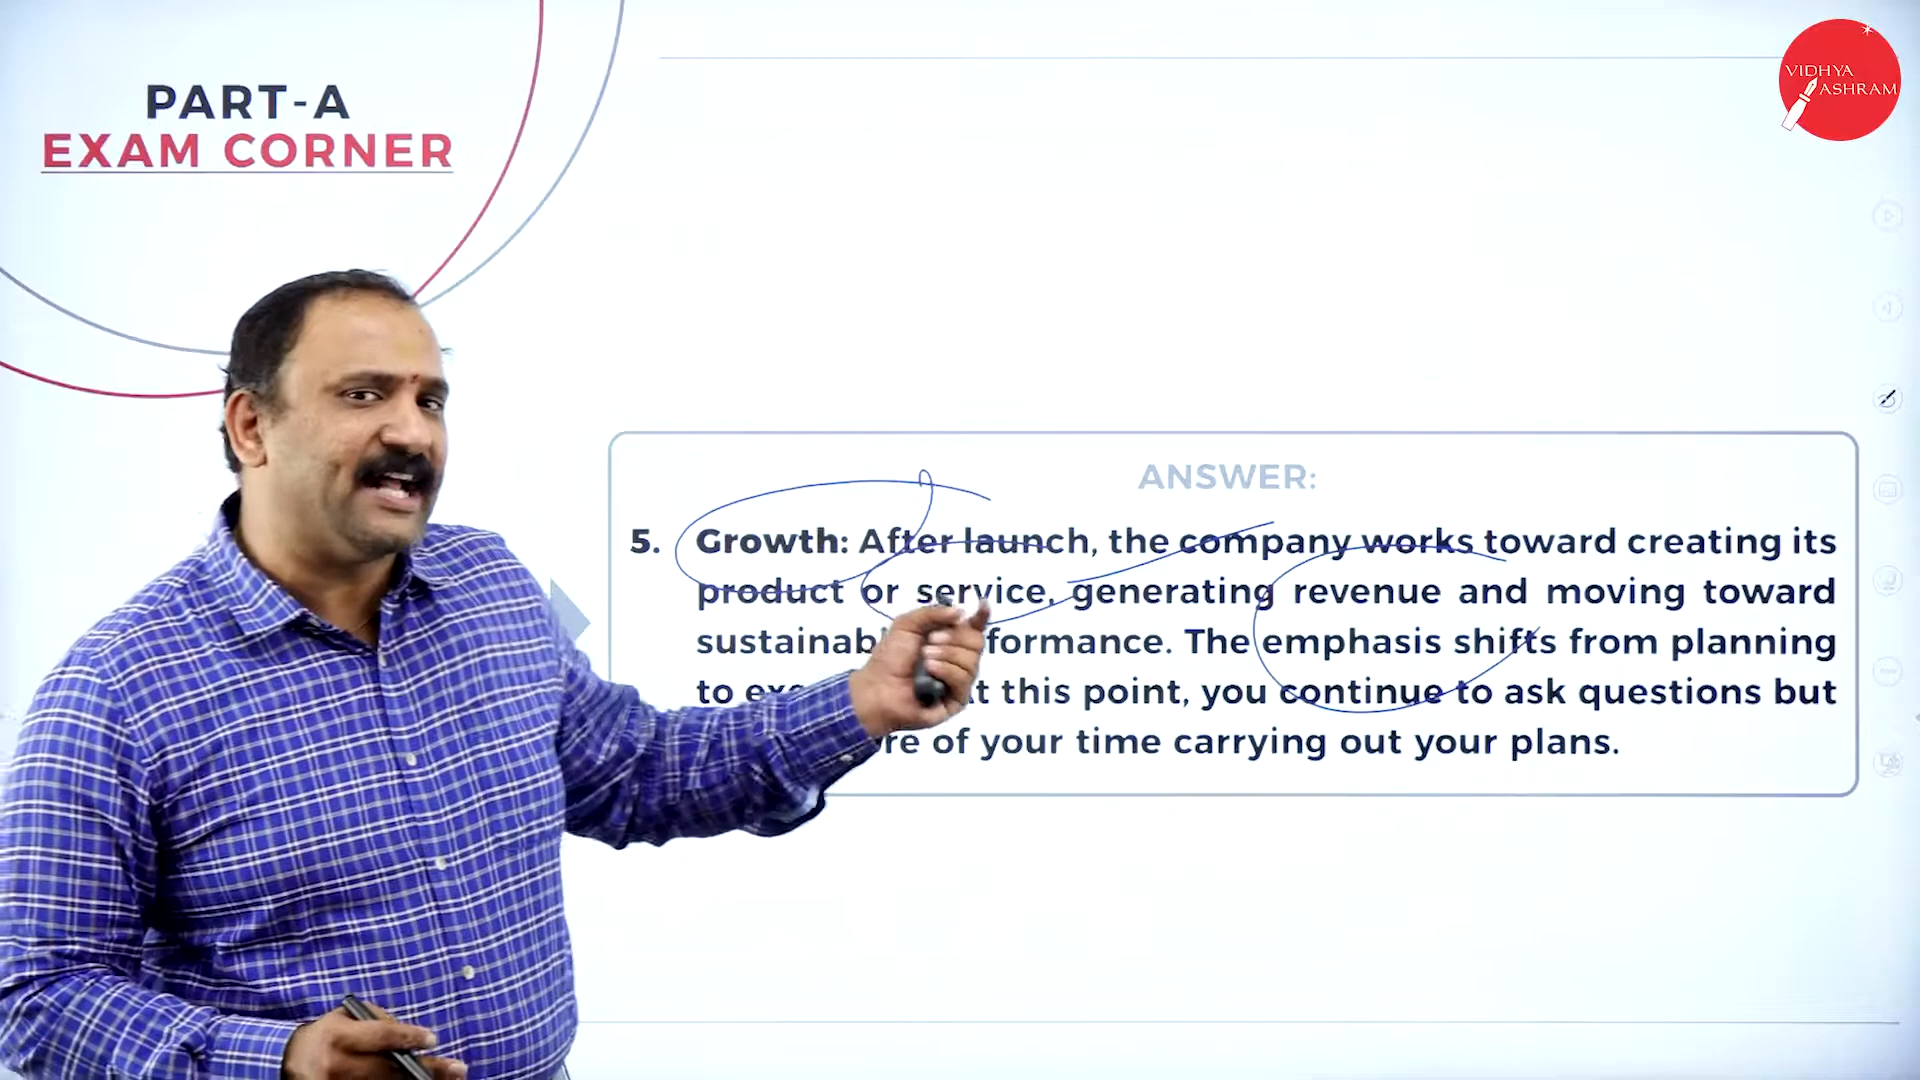 PART-A
EXAM CORNER
VIDHYA
ASHRAM
ANSWER:
5. Growth: After launch, the company works toward creating its
product or service, generating revenue and moving toward
formance. The emphasis shifts from planning
to this point, you continue to ask questions but
of your time carrying out your plans.